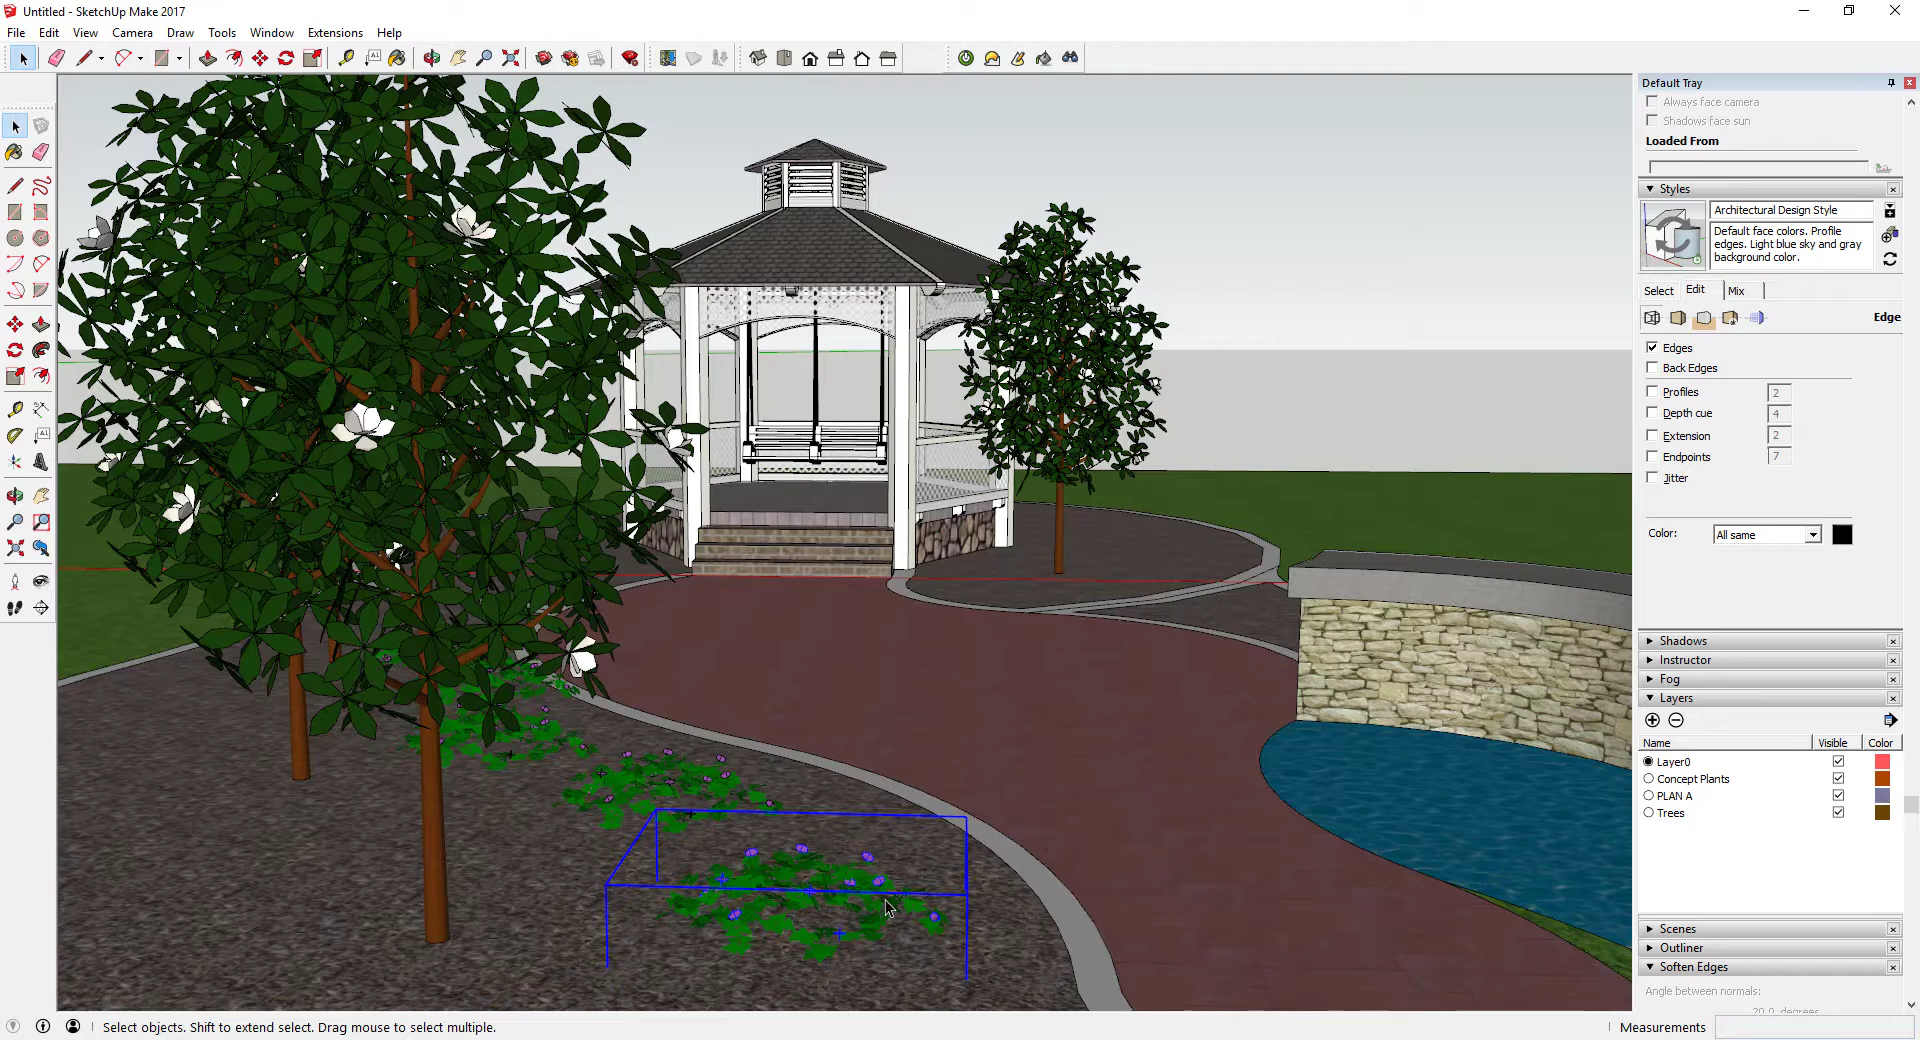 Untitled - SketchUp Make 2017
File Edit View Camera Draw Tools Window Extensions Help
Default Tray
Always face camera
Shadows face sun
Loaded From
Styles
Architectural Design Style
Default face colors. Profile
edges. Light blue sky and gray
background color.
Select Edit Mix
Edge
Edges
Back Edges
Profiles 2
Depth cue 4
Extension 2
Endpoints 7
Jitter
Color: All same
Shadows
Instructor
Fog
Layers
Name Visible Color
Layer0
Concept Plants
PLAN A
Trees
Scenes
Outliner
Soften Edges
Angle between normals:
Select objects. Shift to extend select. Drag mouse to select multiple.
Measurements